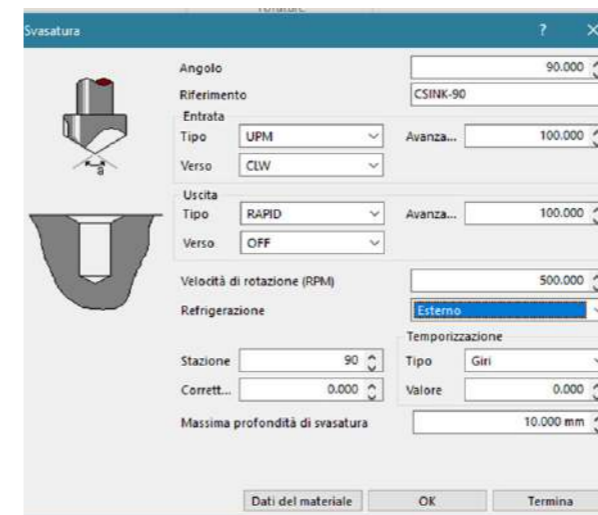 Svasatura ? X
Angolo 90.000
Riferimento CSINK-90
Entrata
Tipo UPM Avanza... 100.000
Verso CLW
a
Uscita
Tipo RAPID Avanza... 100.000
Verso OFF
Velocità di rotazione (RPM) 500.000
Refrigerazione Esterno
Temporizzazione
Stazione 90 Tipo Giri
Corrett... 0.000 Valore 0.000
Massima profondità di svasatura 10.000 mm
Dati del materiale OK Termina